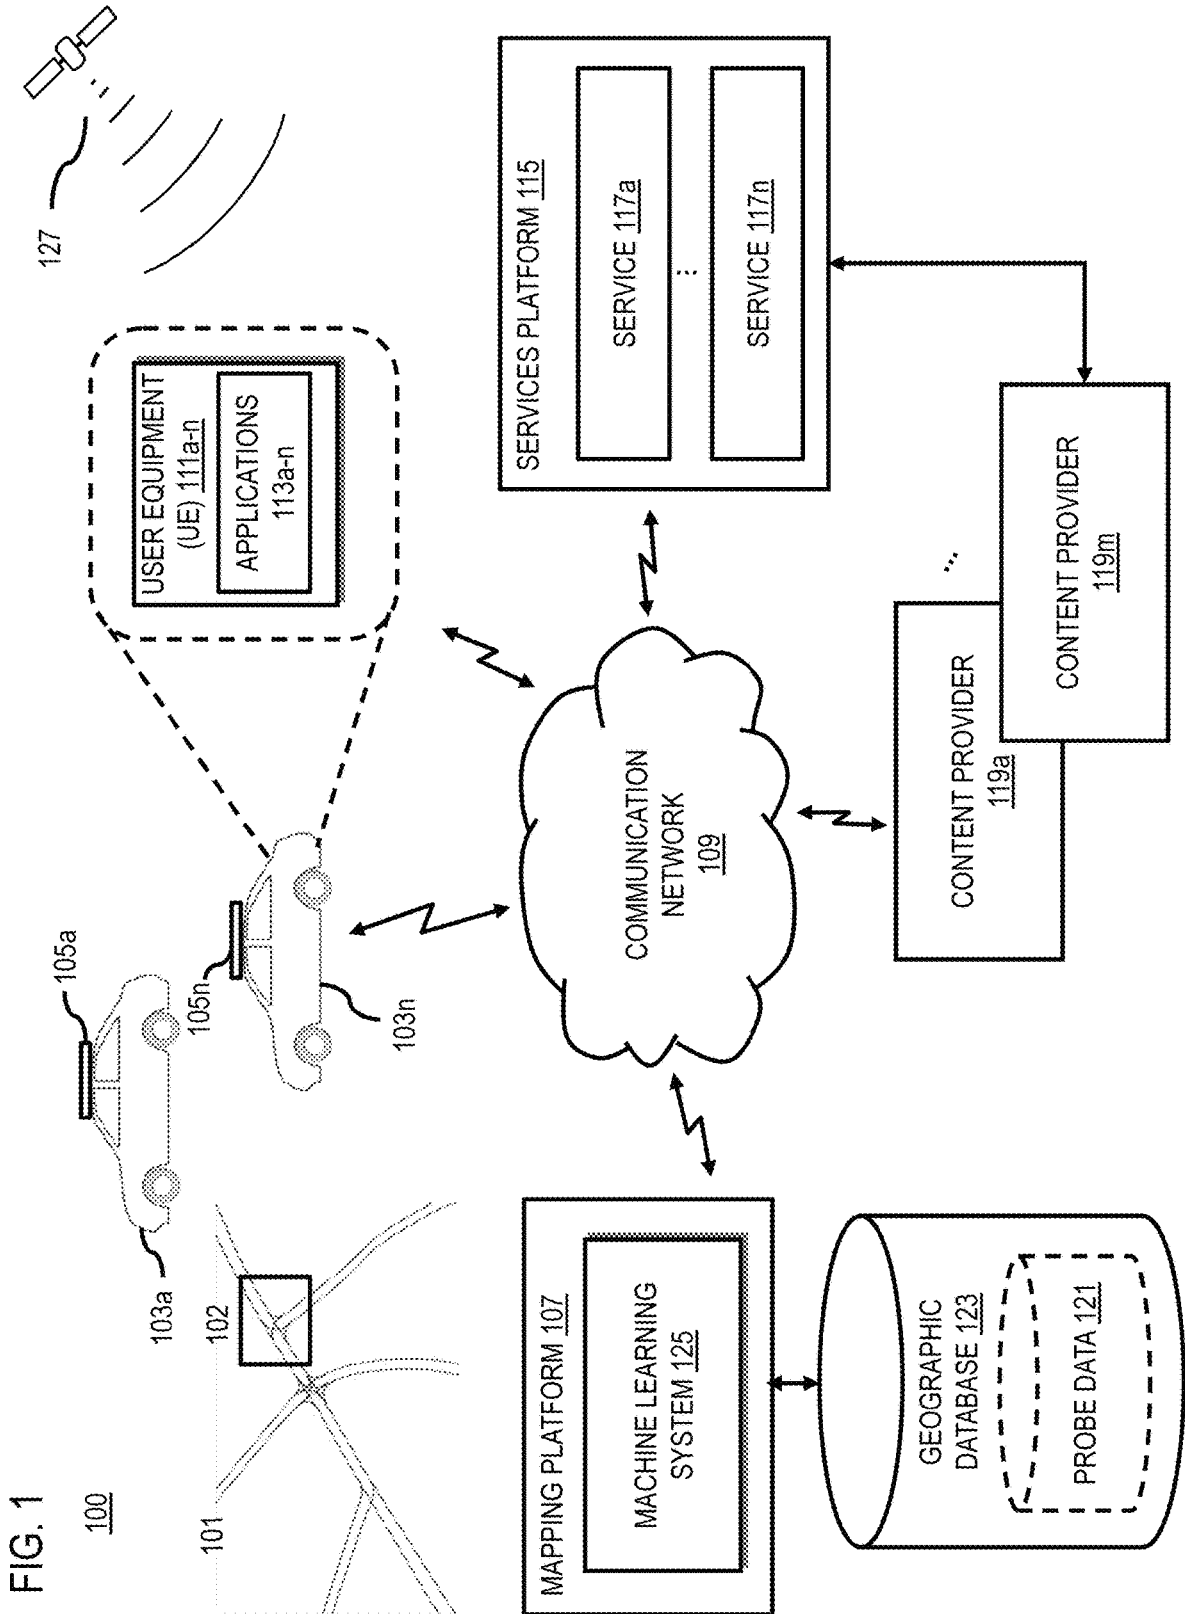 FIG. 1
100
101
102
103a
105a
105n
103n
127
USER EQUIPMENT
(UE) 111a-n
APPLICATIONS
113a-n
MAPPING PLATFORM 107
MACHINE LEARNING
SYSTEM 125
GEOGRAPHIC
DATABASE 123
PROBE DATA 121
COMMUNICATION
NETWORK
109
SERVICES PLATFORM 115
SERVICE 117a
...
SERVICE 117n
CONTENT PROVIDER
119a
...
CONTENT PROVIDER
119m